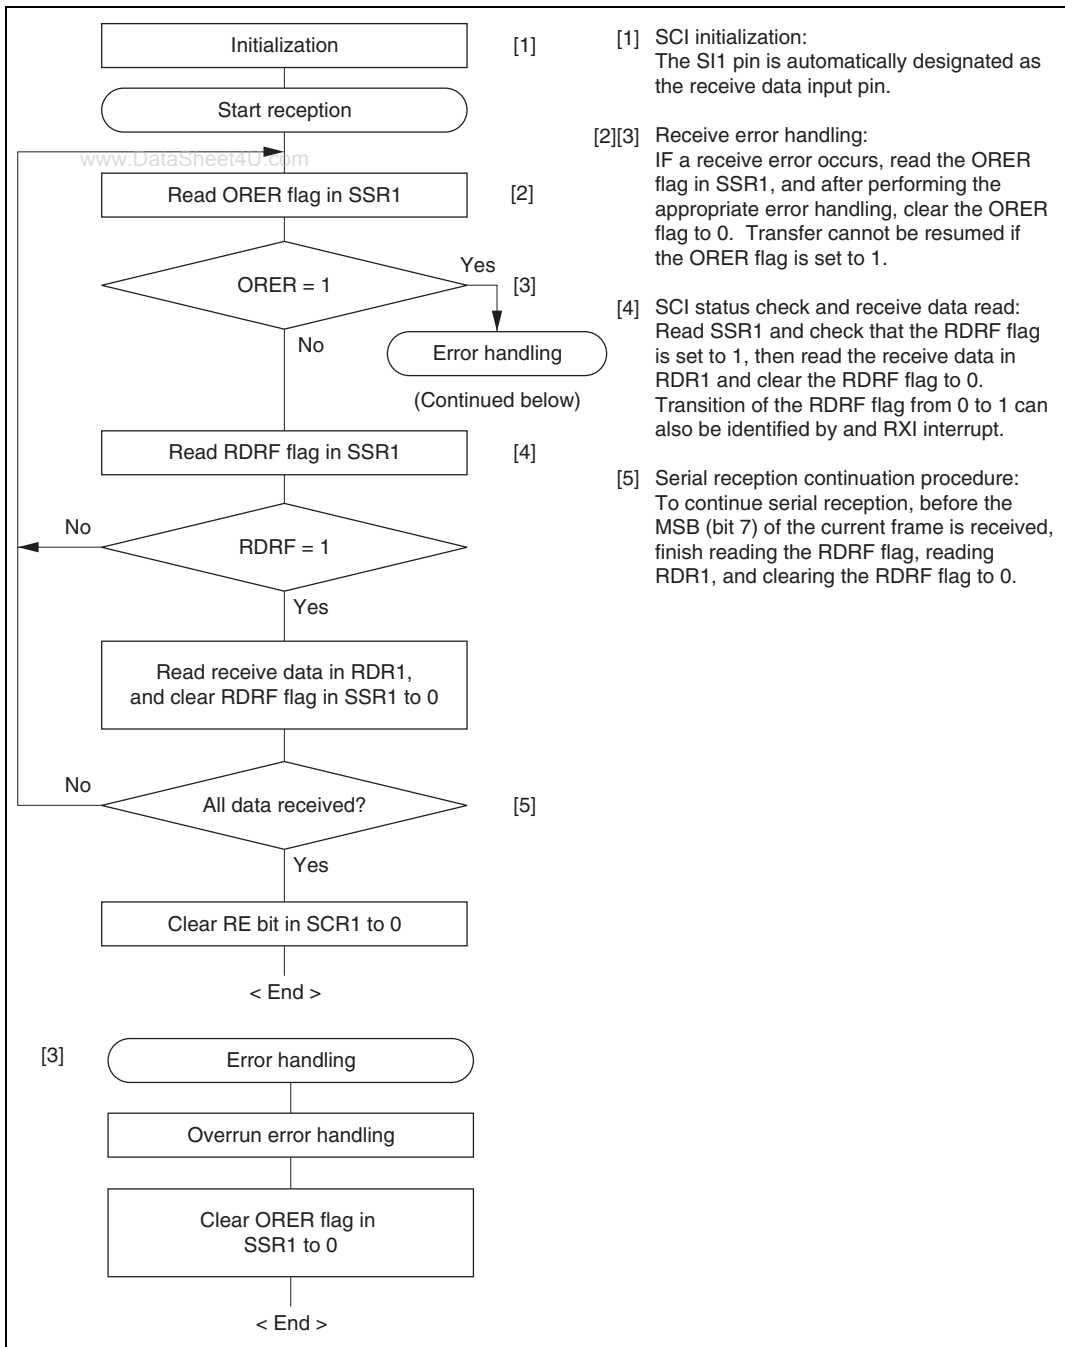 Initialization
[1]
Start reception
www.DataSheet4U.com
Read ORER flag in SSR1
[2]
ORER = 1
Yes
[3]
No
Error handling
(Continued below)
Read RDRF flag in SSR1
[4]
No
RDRF = 1
Yes
Read receive data in RDR1,
and clear RDRF flag in SSR1 to 0
No
All data received?
[5]
Yes
Clear RE bit in SCR1 to 0
< End >
[3]
Error handling
Overrun error handling
Clear ORER flag in
SSR1 to 0
< End >
[1] SCI initialization:
The SI1 pin is automatically designated as
the receive data input pin.
[2][3] Receive error handling:
IF a receive error occurs, read the ORER
flag in SSR1, and after performing the
appropriate error handling, clear the ORER
flag to 0. Transfer cannot be resumed if
the ORER flag is set to 1.
[4] SCI status check and receive data read:
Read SSR1 and check that the RDRF flag
is set to 1, then read the receive data in
RDR1 and clear the RDRF flag to 0.
Transition of the RDRF flag from 0 to 1 can
also be identified by and RXI interrupt.
[5] Serial reception continuation procedure:
To continue serial reception, before the
MSB (bit 7) of the current frame is received,
finish reading the RDRF flag, reading
RDR1, and clearing the RDRF flag to 0.